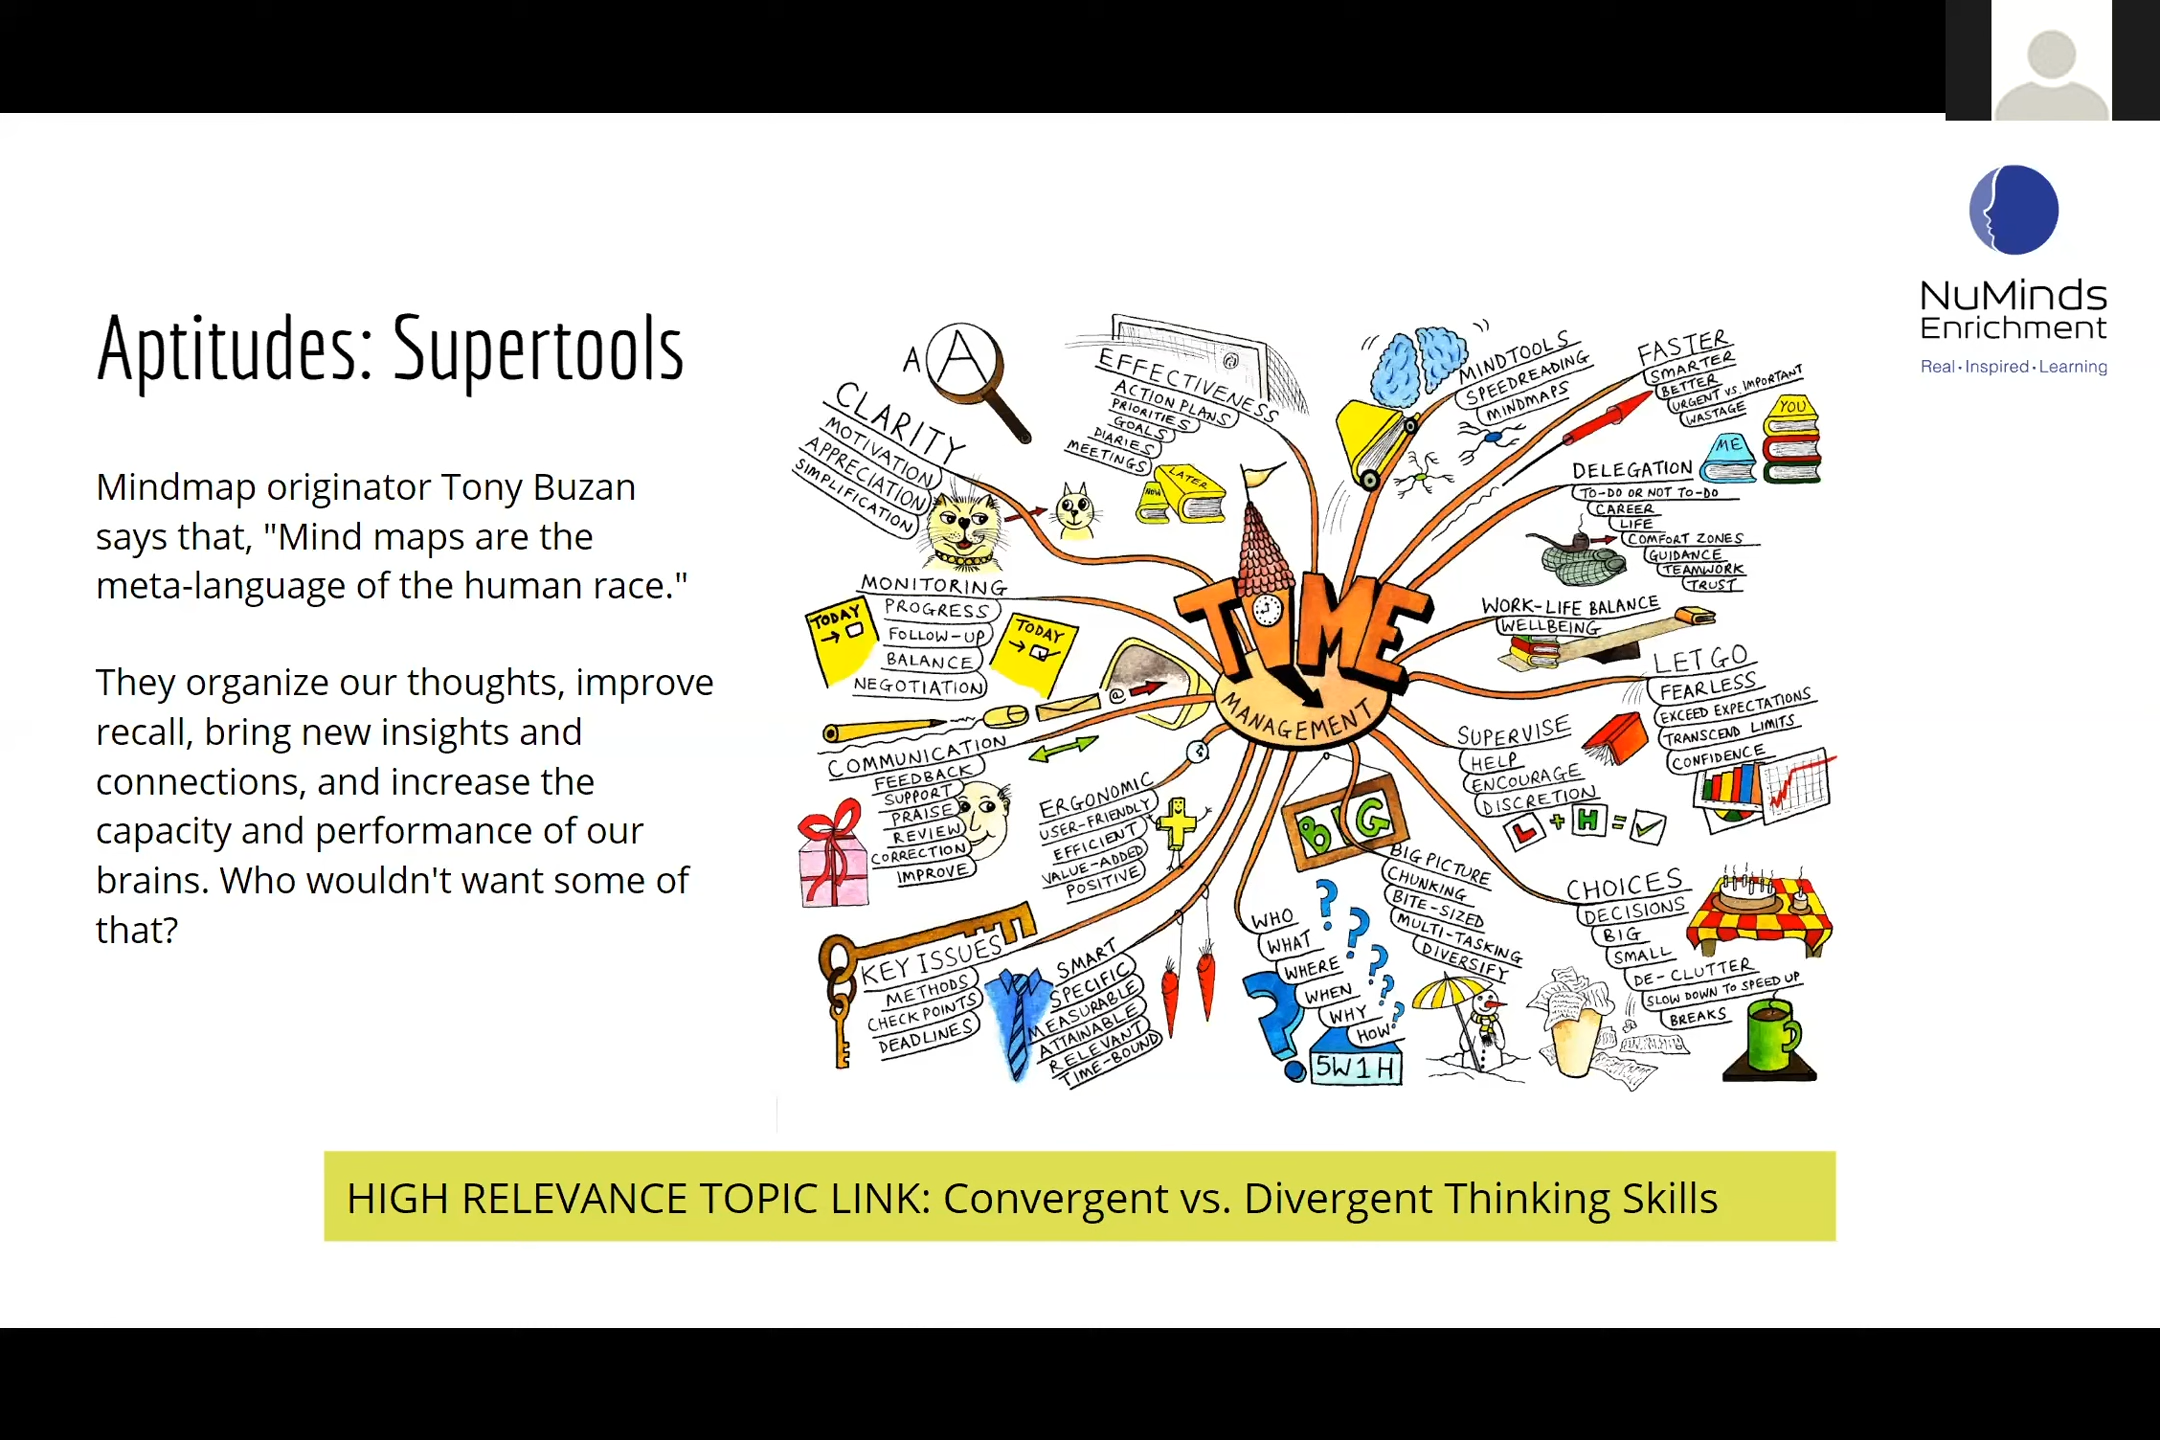 NuMinds
Enrichment
Real·Inspired·Learning
Aptitudes: Supertools
Mindmap originator Tony Buzan
says that, "Mind maps are the
meta-language of the human race."
They organize our thoughts, improve
recall, bring new insights and
connections, and increase the
capacity and performance of our
brains. Who wouldn't want some of
that?
TIME
MANAGEMENT
A A
CLARITY
MOTIVATION
APPRECIATION
SIMPLIFICATION
EFFECTIVENESS
ACTION PLANS
PRIORITIES
GOALS
DIARIES
MEETINGS
NOW
LATER
MINDTOOLS
SPEEDREADING
MINDMAPS
FASTER
SMARTER
BETTER
URGENT VS. IMPORTANT
WASTAGE
YOU
ME
DELEGATION
TO-DO OR NOT TO-DO
CAREER
LIFE
COMFORT ZONES
GUIDANCE
TEAMWORK
TRUST
WORK-LIFE BALANCE
WELLBEING
LET GO
FEARLESS
EXCEED EXPECTATIONS
TRANSCEND LIMITS
CONFIDENCE
SUPERVISE
HELP
ENCOURAGE
DISCRETION
L + H =
CHOICES
DECISIONS
BIG
SMALL
DE-CLUTTER
SLOW DOWN TO SPEED UP
BREAKS
BIG
BIG PICTURE
CHUNKING
BITE-SIZED
MULTI-TASKING
DIVERSIFY
WHO
WHAT
WHERE
WHEN
WHY
HOW
? ? ? ? ? ?
5W1H
SMART
SPECIFIC
MEASURABLE
ATTAINABLE
RELEVANT
TIME-BOUND
KEY ISSUES
METHODS
CHECKPOINTS
DEADLINES
ERGONOMIC
USER-FRIENDLY
EFFICIENT
VALUE-ADDED
POSITIVE
COMMUNICATION
FEEDBACK
SUPPORT
PRAISE
REVIEW
CORRECTION
IMPROVE
@
MONITORING
PROGRESS
FOLLOW-UP
BALANCE
NEGOTIATION
TODAY
TODAY
HIGH RELEVANCE TOPIC LINK: Convergent vs. Divergent Thinking Skills